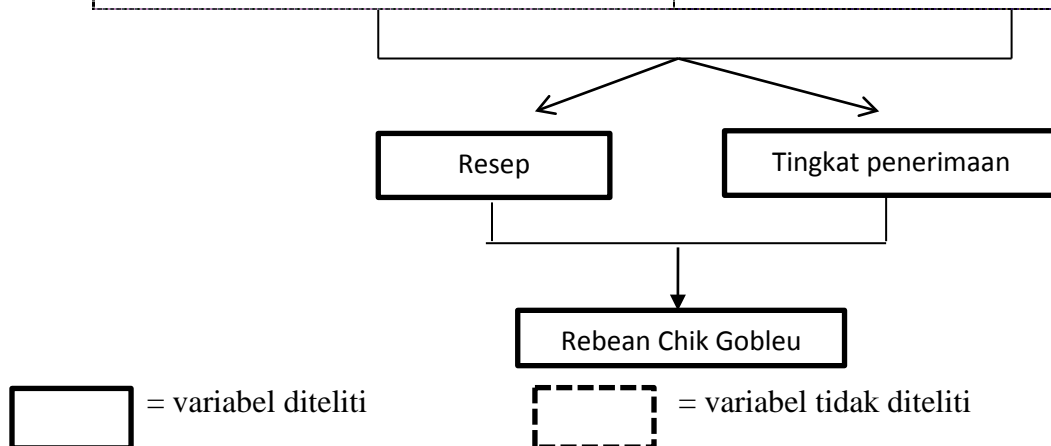 Resep
Tingkat penerimaan
Rebean Chik Gobleu
= variabel diteliti
= variabel tidak diteliti